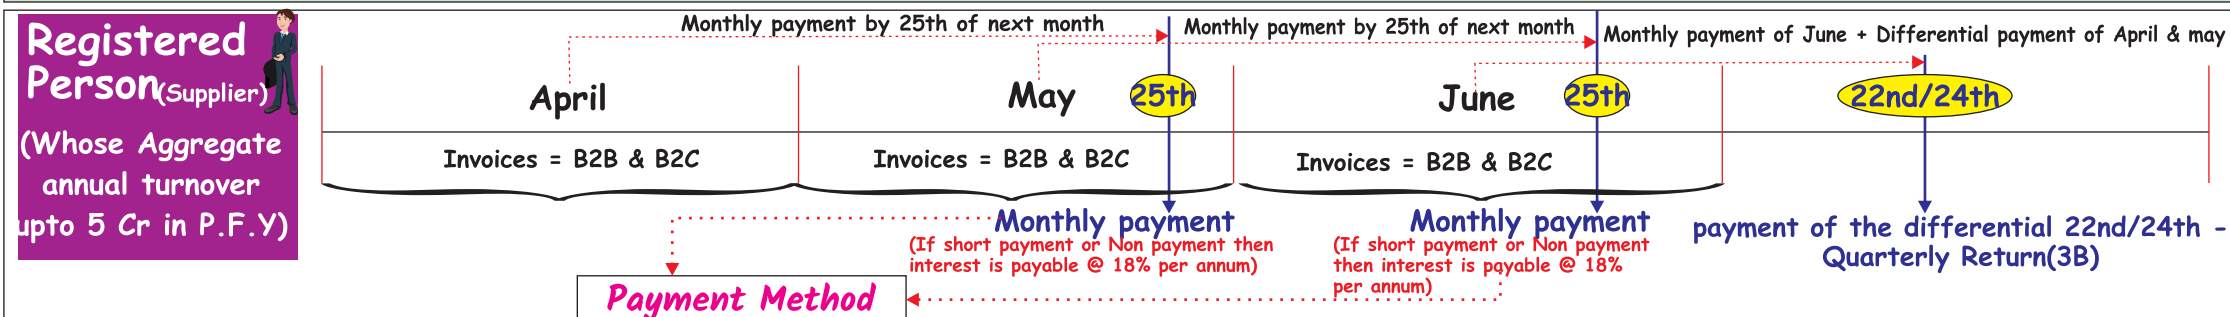 Registered
Person(Supplier)
(Whose Aggregate
annual turnover
upto 5 Cr in P.F.Y)
Monthly payment by 25th of next month
Monthly payment by 25th of next month
Monthly payment of June + Differential payment of April & may
April
May
25th
June
25th
22nd/24th
Invoices = B2B & B2C
Invoices = B2B & B2C
Invoices = B2B & B2C
Monthly payment
(If short payment or Non payment then
interest is payable @ 18% per annum)
Monthly payment
(If short payment or Non payment
then interest is payable @ 18%
per annum)
payment of the differential 22nd/24th -
Quarterly Return(3B)
Payment Method